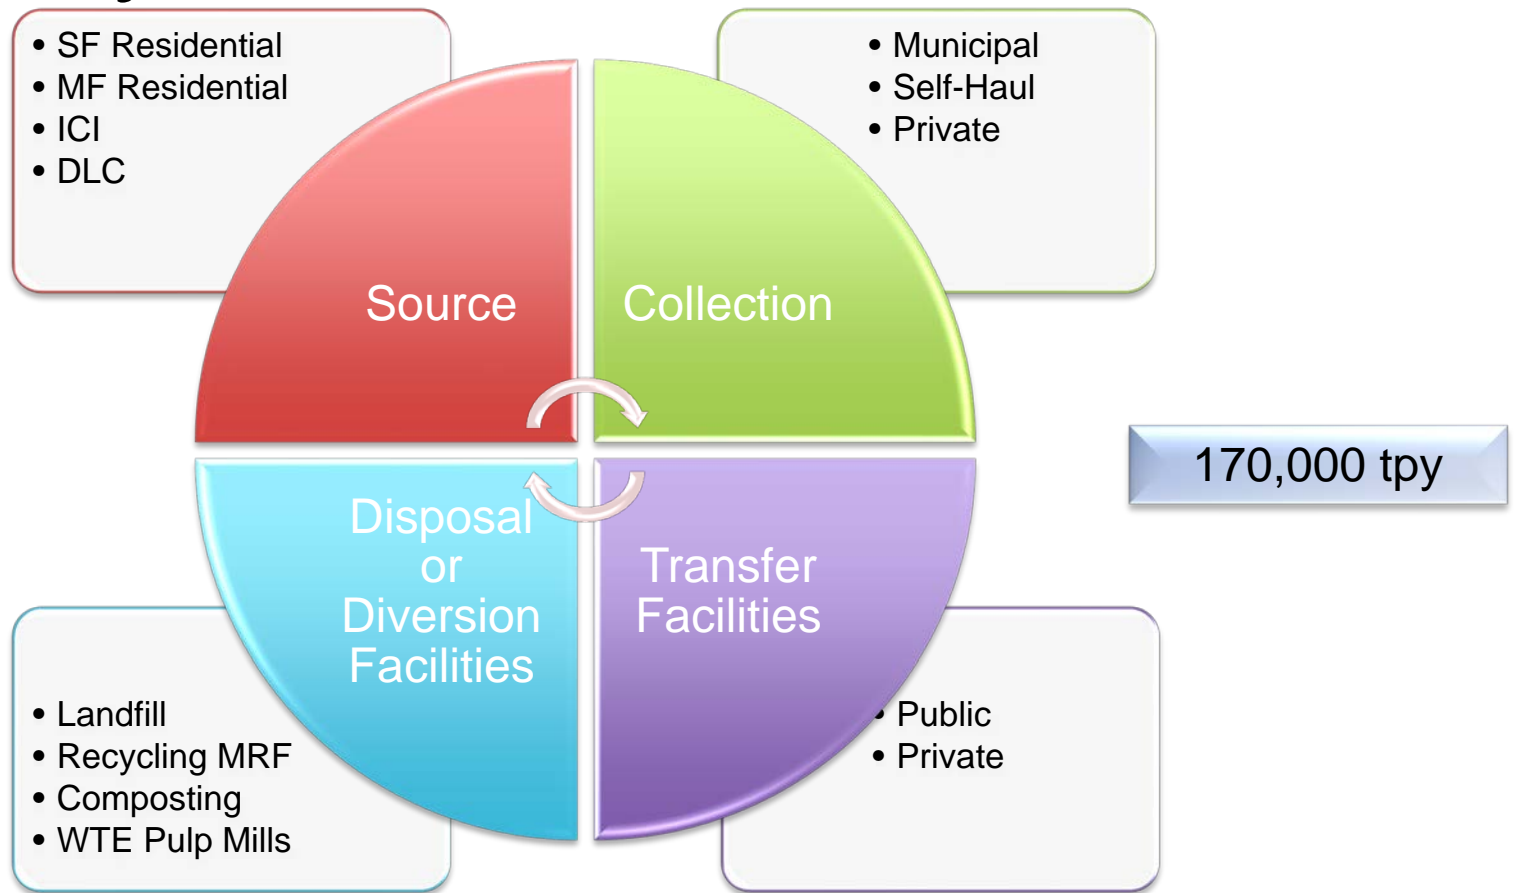 • SF Residential
• MF Residential
• ICI
• DLC
• Municipal
• Self-Haul
• Private
Source
Collection
170,000 tpy
Disposal
or
Diversion
Facilities
Transfer
Facilities
• Landfill
• Recycling MRF
• Composting
• WTE Pulp Mills
• Public
• Private